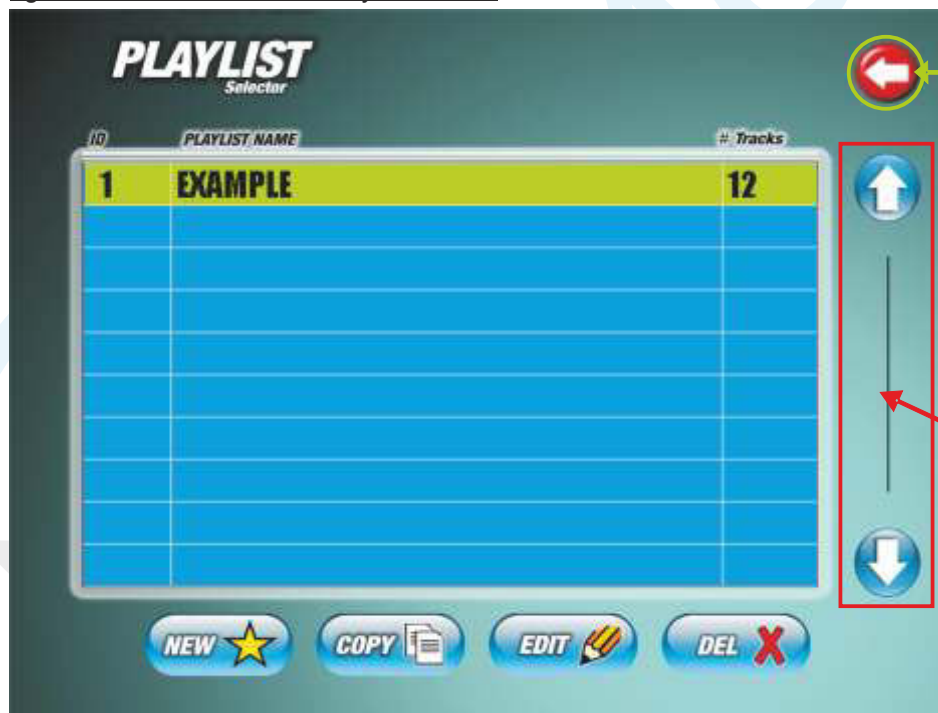 PLAYLIST
Selector
ID PLAYLIST NAME # Tracks
1 EXAMPLE 12
NEW COPY EDIT DEL